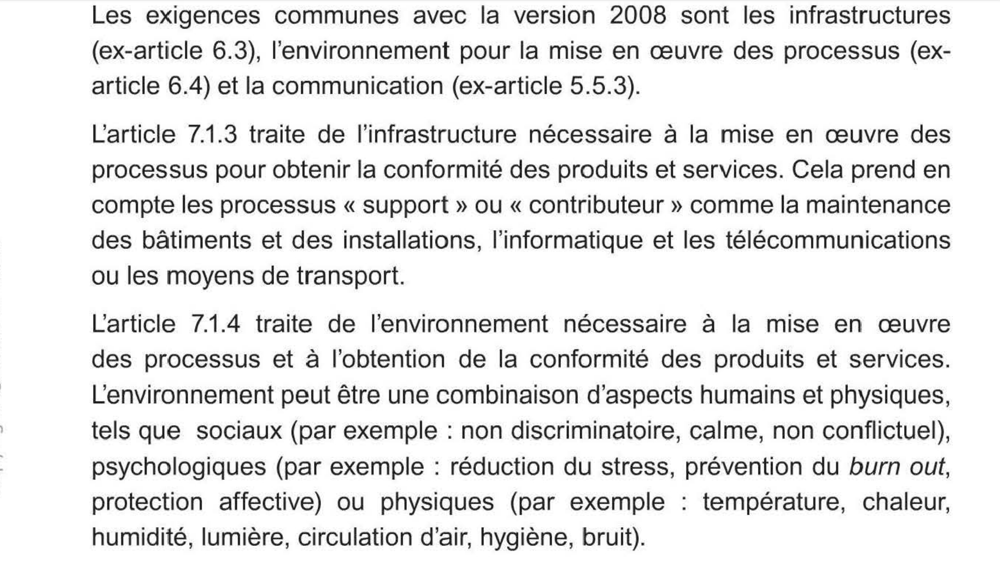 Les exigences communes avec la version 2008 sont les infrastructures
(ex-article 6.3), l’environnement pour la mise en œuvre des processus (ex-
article 6.4) et la communication (ex-article 5.5.3).
L’article 7.1.3 traite de l’infrastructure nécessaire à la mise en œuvre des
processus pour obtenir la conformité des produits et services. Cela prend en
compte les processus « support » ou « contributeur » comme la maintenance
des bâtiments et des installations, l’informatique et les télécommunications
ou les moyens de transport.
L’article 7.1.4 traite de l’environnement nécessaire à la mise en œuvre
des processus et à l’obtention de la conformité des produits et services.
L’environnement peut être une combinaison d’aspects humains et physiques,
tels que sociaux (par exemple : non discriminatoire, calme, non conflictuel),
psychologiques (par exemple : réduction du stress, prévention du burn out,
protection affective) ou physiques (par exemple : température, chaleur,
humidité, lumière, circulation d’air, hygiène, bruit).